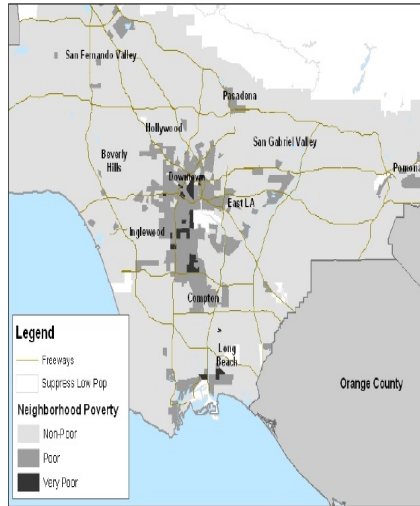 San Fernando Valley
Pasadena
Hollywood
San Gabriel Valley
Beverly
Hills
Downtown
Pomona
East LA
Inglewood
Compton
Long
Beach
Orange County
Legend
Freeways
Suppress Low Pop
Neighborhood Poverty
Non-Poor
Poor
Very Poor